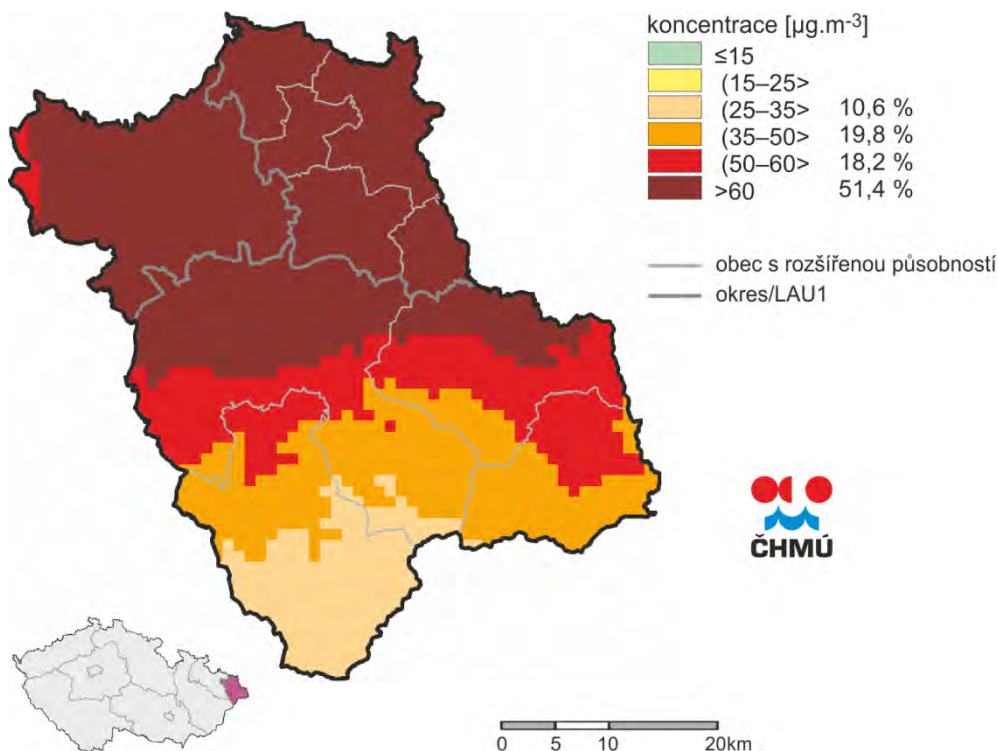 koncentrace [µg.m⁻³]
≤15
(15–25>
(25–35> 10,6 %
(35–50> 19,8 %
(50–60> 18,2 %
>60 51,4 %
obec s rozšířenou působností
okres/LAU1
ČHMÚ
0 5 10 20km